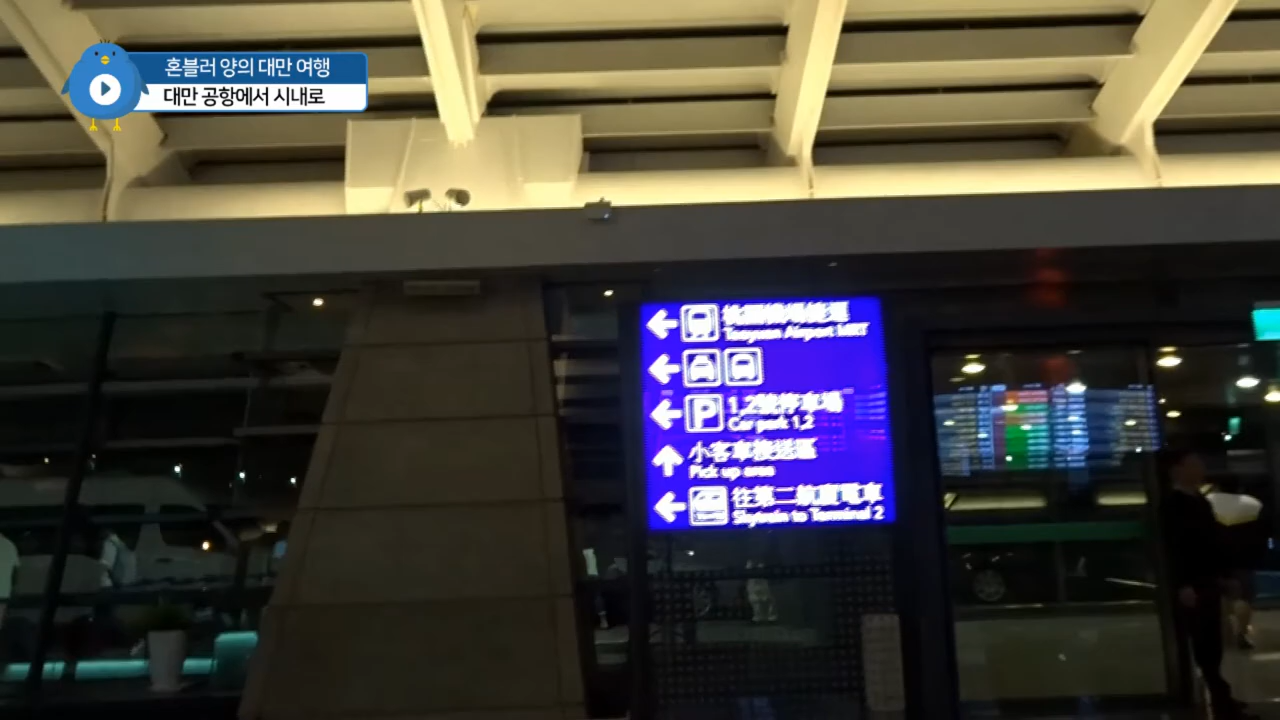 혼블러 양의 대만 여행
대만 공항에서 시내로
桃園機場捷運
Taoyuan Airport MRT
P
1,2號停車場
Car park 1,2
小客車接送區
Pick up area
往第二航廈電車
Skytrain to Terminal 2